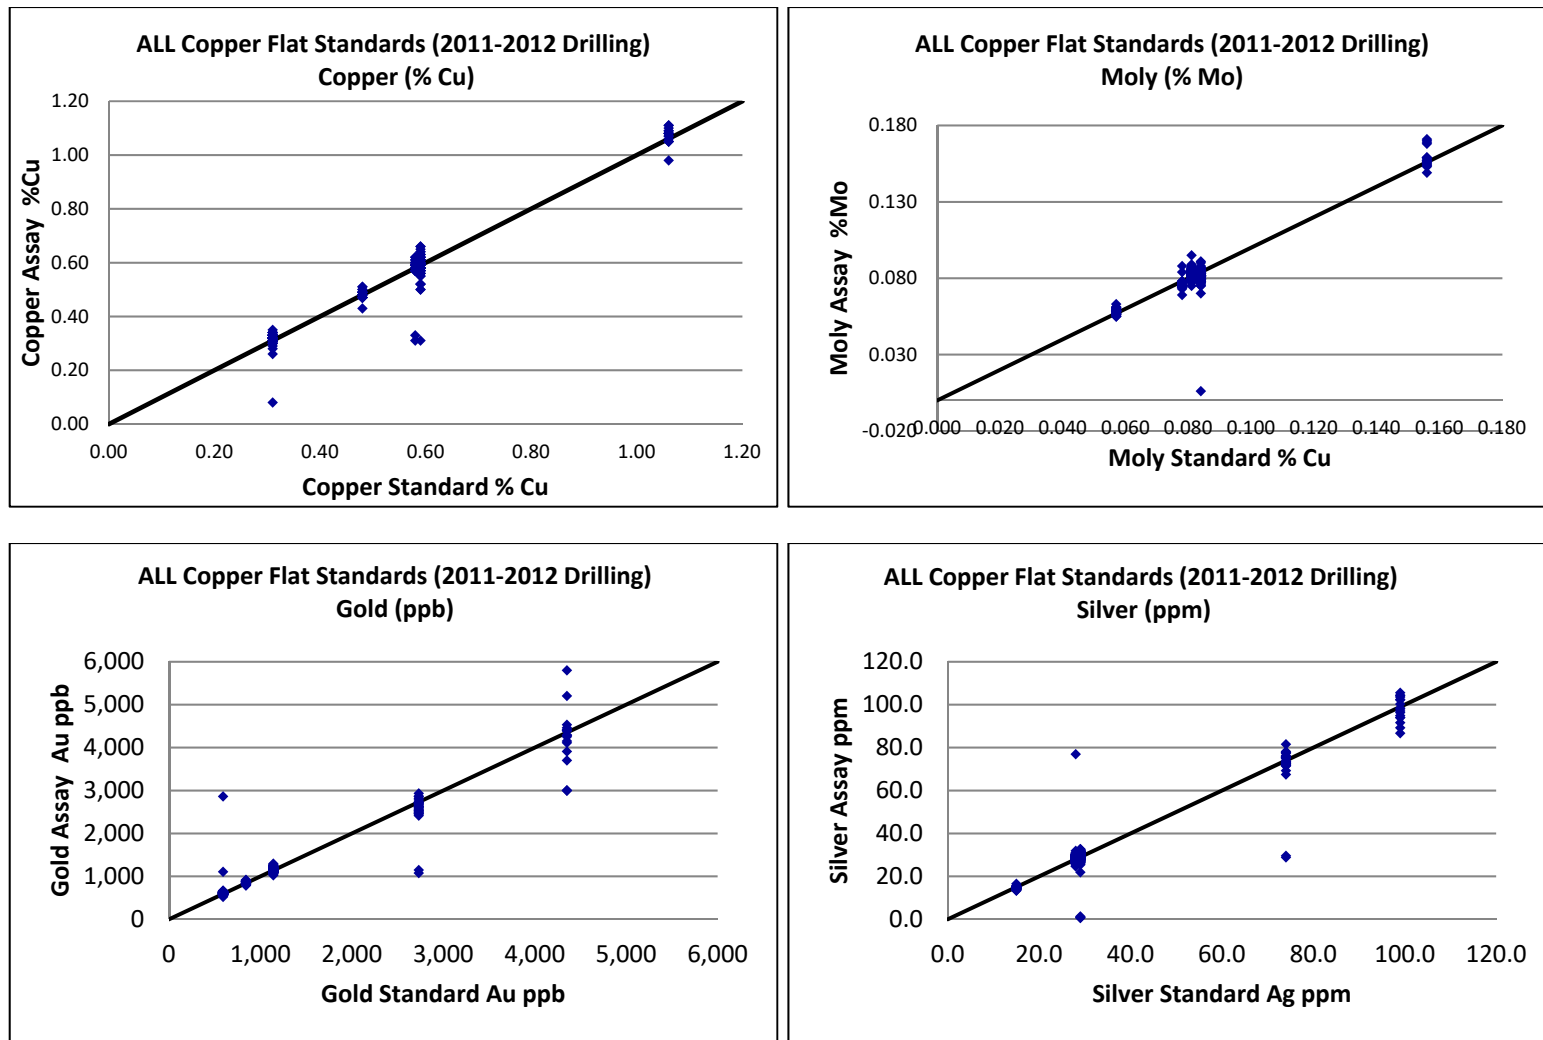 ALL Copper Flat Standards (2011-2012 Drilling)
Copper (% Cu)
1.20
1.00
0.80
0.60
0.40
0.20
0.00
Copper Assay %Cu
0.00 0.20 0.40 0.60 0.80 1.00 1.20
Copper Standard % Cu
ALL Copper Flat Standards (2011-2012 Drilling)
Moly (% Mo)
0.180
0.130
0.080
0.030
-0.020
Moly Assay %Mo
0.000 0.020 0.040 0.060 0.080 0.100 0.120 0.140 0.160 0.180
Moly Standard % Cu
ALL Copper Flat Standards (2011-2012 Drilling)
Gold (ppb)
6,000
5,000
4,000
3,000
2,000
1,000
0
Gold Assay Au ppb
0 1,000 2,000 3,000 4,000 5,000 6,000
Gold Standard Au ppb
ALL Copper Flat Standards (2011-2012 Drilling)
Silver (ppm)
120.0
100.0
80.0
60.0
40.0
20.0
0.0
Silver Assay ppm
0.0 20.0 40.0 60.0 80.0 100.0 120.0
Silver Standard Ag ppm